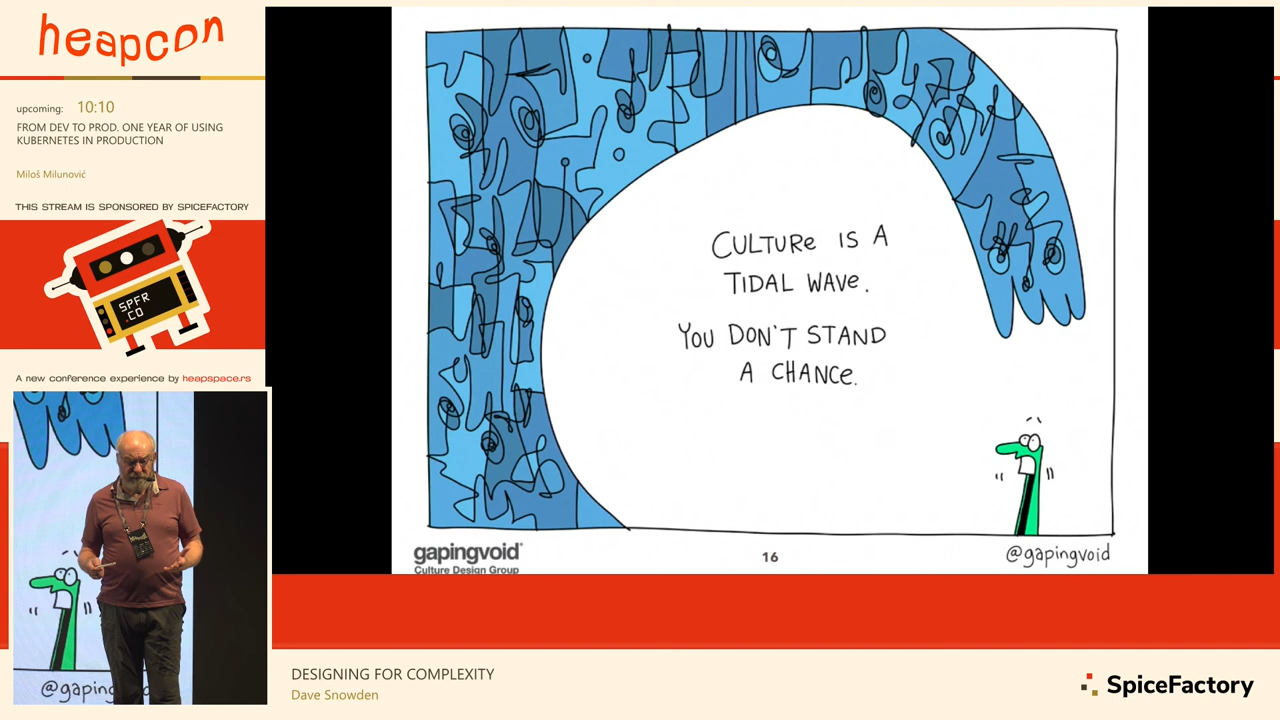 heapcon
upcoming: 10:10
FROM DEV TO PROD. ONE YEAR OF USING
KUBERNETES IN PRODUCTION
Miloš Milunović
THIS STREAM IS SPONSORED BY SPICEFACTORY
SPFR
.CO
A new conference experience by heapspace.rs
CULTURE IS A
TIDAL WAVE.
YOU DON'T STAND
A CHANCE.
gapingvoid®
Culture Design Group
16
@gapingvoid
@gaping
DESIGNING FOR COMPLEXITY
Dave Snowden
SpiceFactory